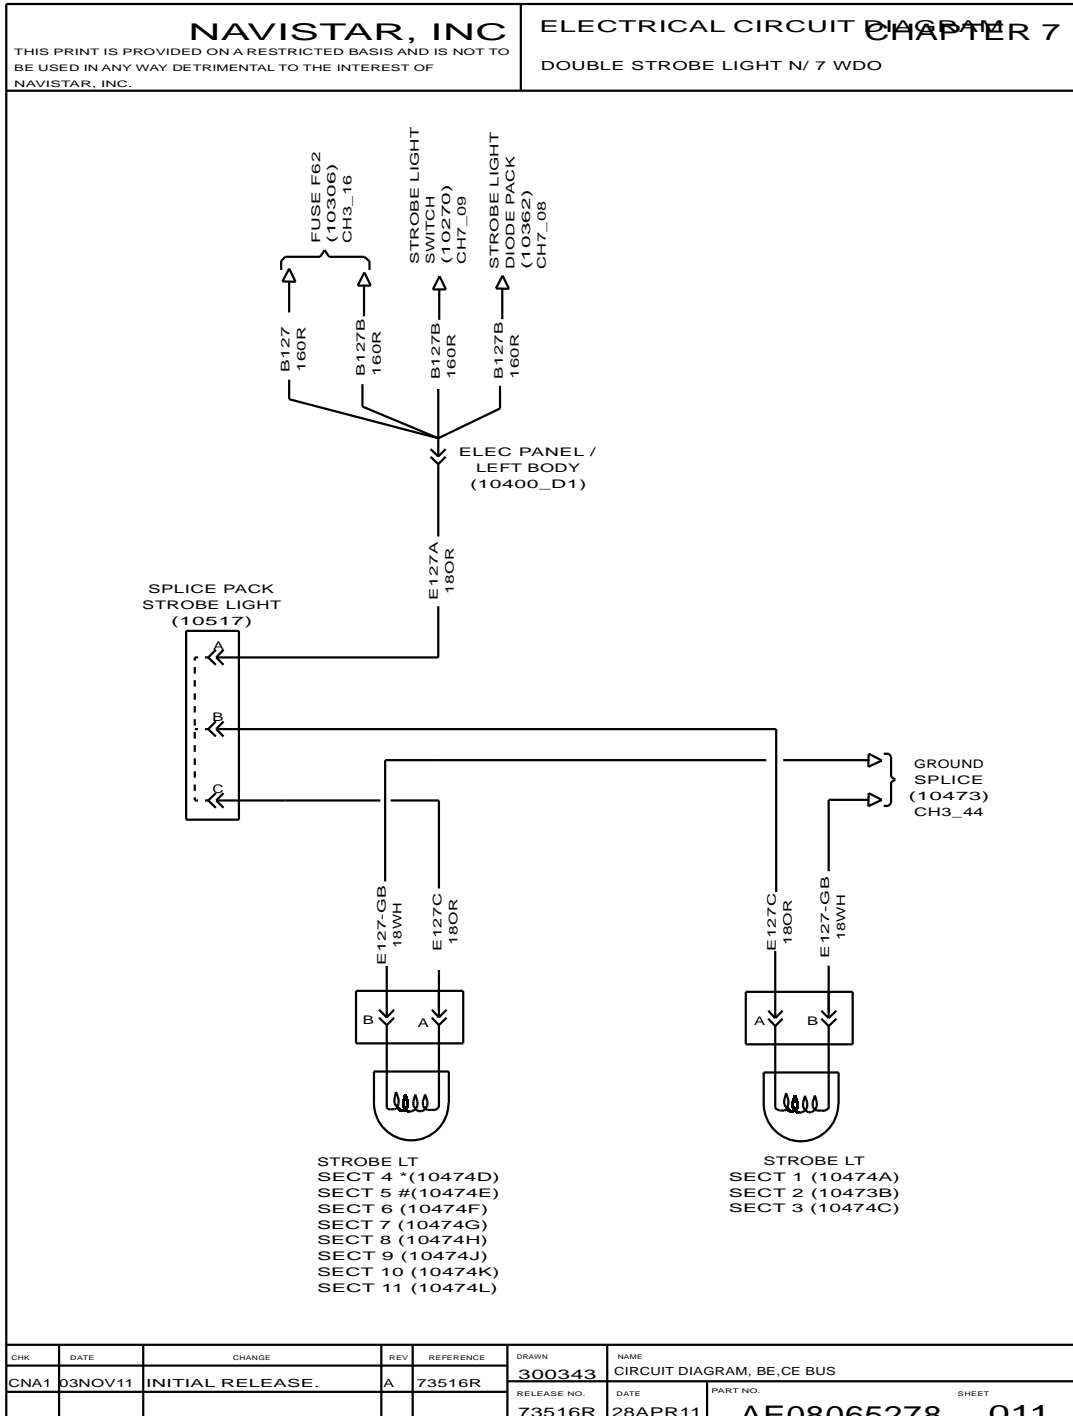 NAVISTAR, INC
THIS PRINT IS PROVIDED ON A RESTRICTED BASIS AND IS NOT TO
BE USED IN ANY WAY DETRIMENTAL TO THE INTEREST OF
NAVISTAR, INC.
ELECTRICAL CIRCUIT DIAGRAM
CHAPTER 7
DOUBLE STROBE LIGHT N/ 7 WDO
FUSE F62
(10306)
CH3_16
STROBE LIGHT
SWITCH
(10270)
CH7_09
STROBE LIGHT
DIODE PACK
(10362)
CH7_08
B127
16OR
B127B
16OR
B127B
16OR
B127B
16OR
ELEC PANEL /
LEFT BODY
(10400_D1)
E127A
18OR
SPLICE PACK
STROBE LIGHT
(10517)
A
B
C
GROUND
SPLICE
(10473)
CH3_44
E127-GB
18WH
E127C
18OR
E127C
18OR
E127-GB
18WH
B
A
A
B
STROBE LT
SECT 4 *(10474D)
SECT 5 #(10474E)
SECT 6 (10474F)
SECT 7 (10474G)
SECT 8 (10474H)
SECT 9 (10474J)
SECT 10 (10474K)
SECT 11 (10474L)
STROBE LT
SECT 1 (10474A)
SECT 2 (10473B)
SECT 3 (10474C)
CHK DATE CHANGE REV REFERENCE
CNA1 03NOV11 INITIAL RELEASE. A 73516R
DRAWN
300343
NAME
CIRCUIT DIAGRAM, BE,CE BUS
RELEASE NO.
73516R
DATE
28APR11
PART NO.
AE08065278
SHEET
011